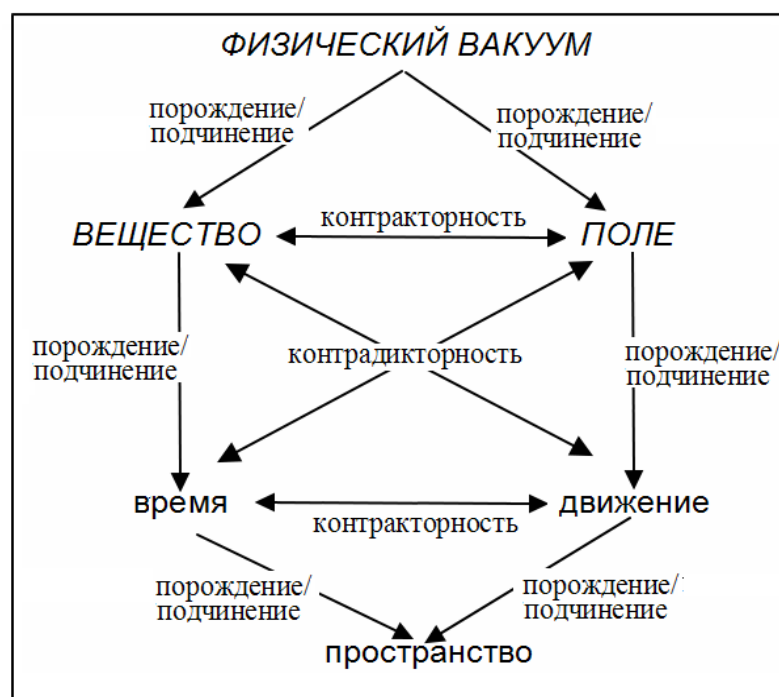 ФИЗИЧЕСКИЙ ВАКУУМ
порождение/
подчинение
порождение/
подчинение
ВЕЩЕСТВО
контракторность
ПОЛЕ
порождение/
подчинение
контрадикторность
порождение/
подчинение
время
контракторность
движение
порождение/
подчинение
порождение/
подчинение
пространство